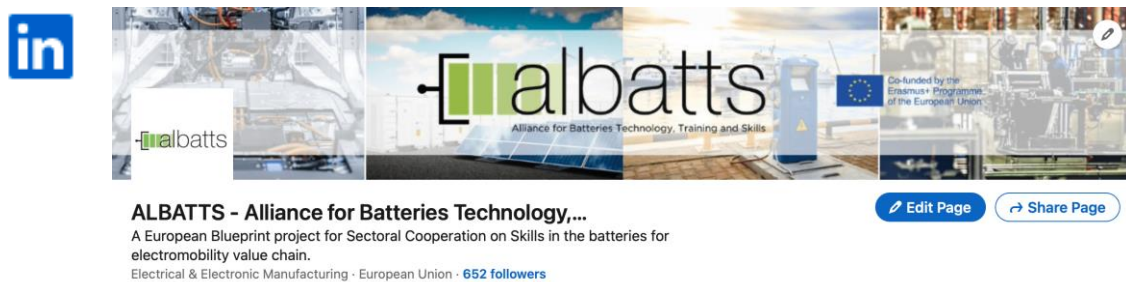 in
albatts
Alliance for Batteries Technology, Training and Skills
Co-funded by the
Erasmus+ Programme
of the European Union
albatts
ALBATTS - Alliance for Batteries Technology,...
Edit Page
Share Page
A European Blueprint project for Sectoral Cooperation on Skills in the batteries for
electromobility value chain.
Electrical & Electronic Manufacturing · European Union · 652 followers